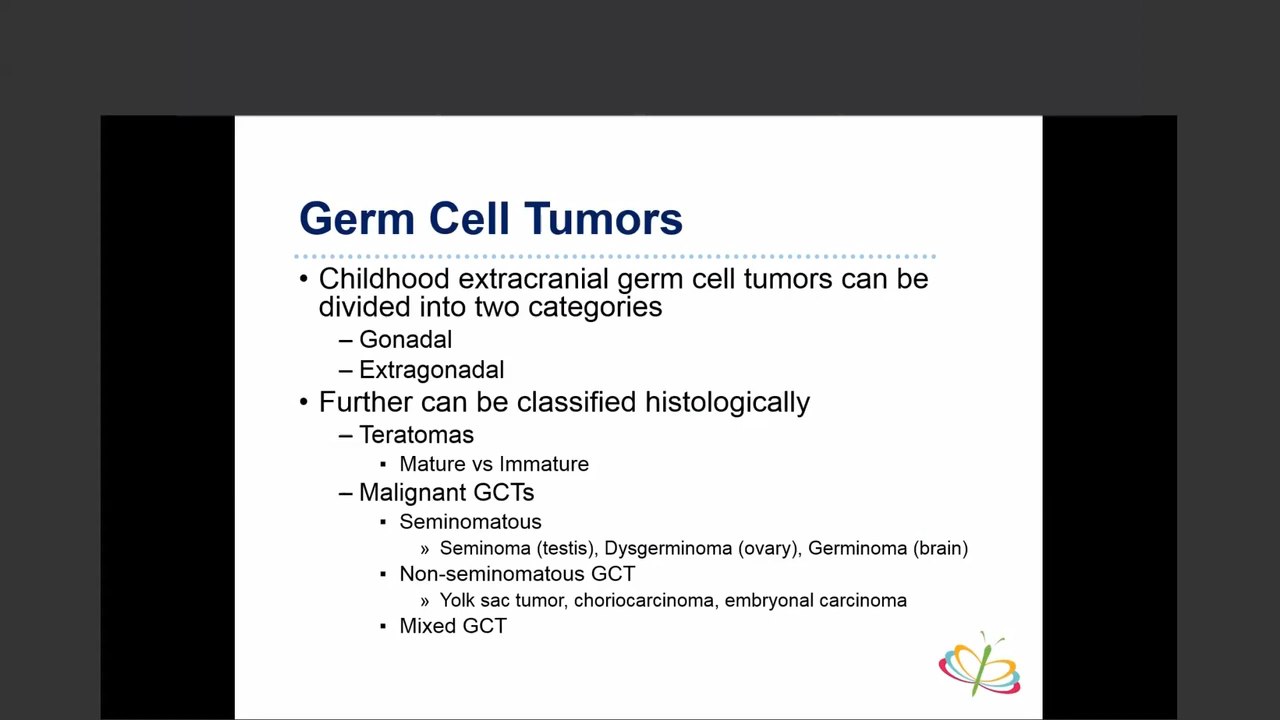 Germ Cell Tumors
• Childhood extracranial germ cell tumors can be
divided into two categories
– Gonadal
– Extragonadal
• Further can be classified histologically
– Teratomas
▪ Mature vs Immature
– Malignant GCTs
▪ Seminomatous
» Seminoma (testis), Dysgerminoma (ovary), Germinoma (brain)
▪ Non-seminomatous GCT
» Yolk sac tumor, choriocarcinoma, embryonal carcinoma
▪ Mixed GCT